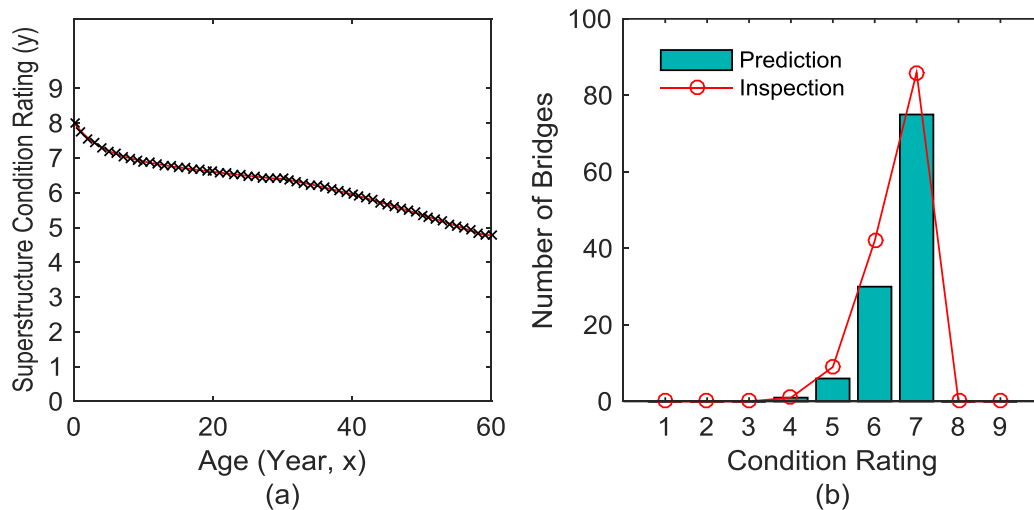 Superstructure Condition Rating (y)
9
8
7
6
5
4
3
2
1
0
0 20 40 60
Age (Year, x)
(a)
Number of Bridges
100
80
60
40
20
0
Prediction
Inspection
1 2 3 4 5 6 7 8 9
Condition Rating
(b)